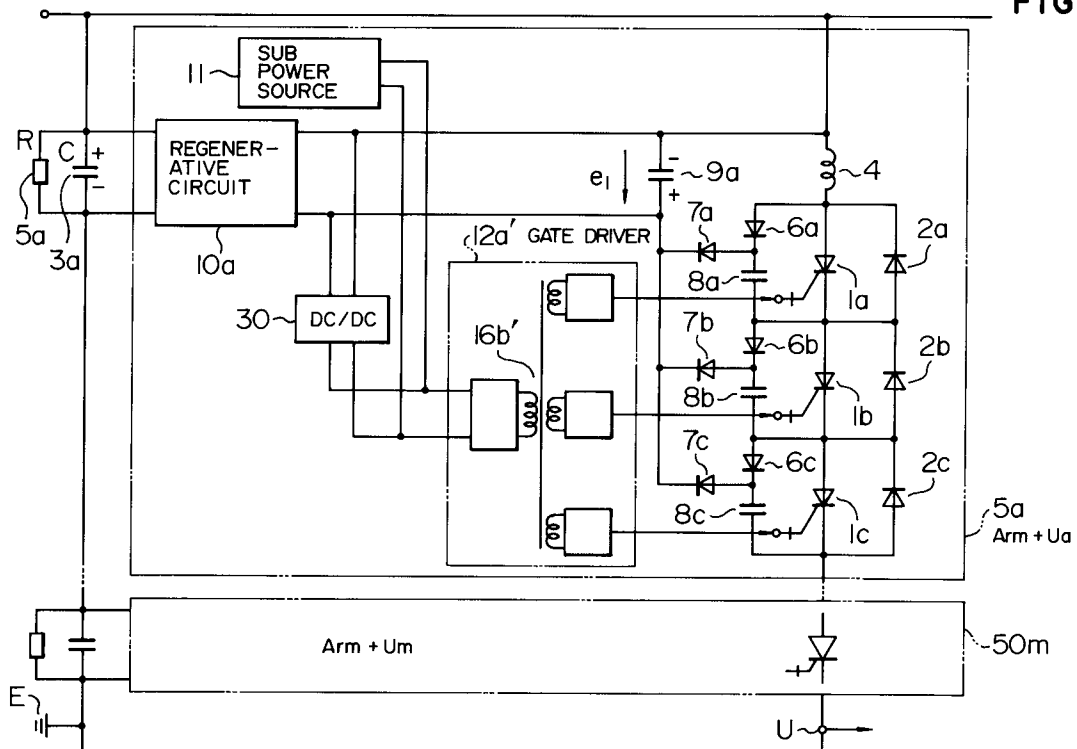 FIG
SUB
POWER
SOURCE
11
R
C
+
-
5a
3a
REGENER-
ATIVE
CIRCUIT
10a
e1
-
+
9a
4
7a
6a
2a
8a
1a
12a' GATE DRIVER
30
DC/DC
16b'
7b
6b
2b
8b
1b
7c
6c
2c
8c
1c
5a
Arm + Ua
Arm + Um
50m
E
U